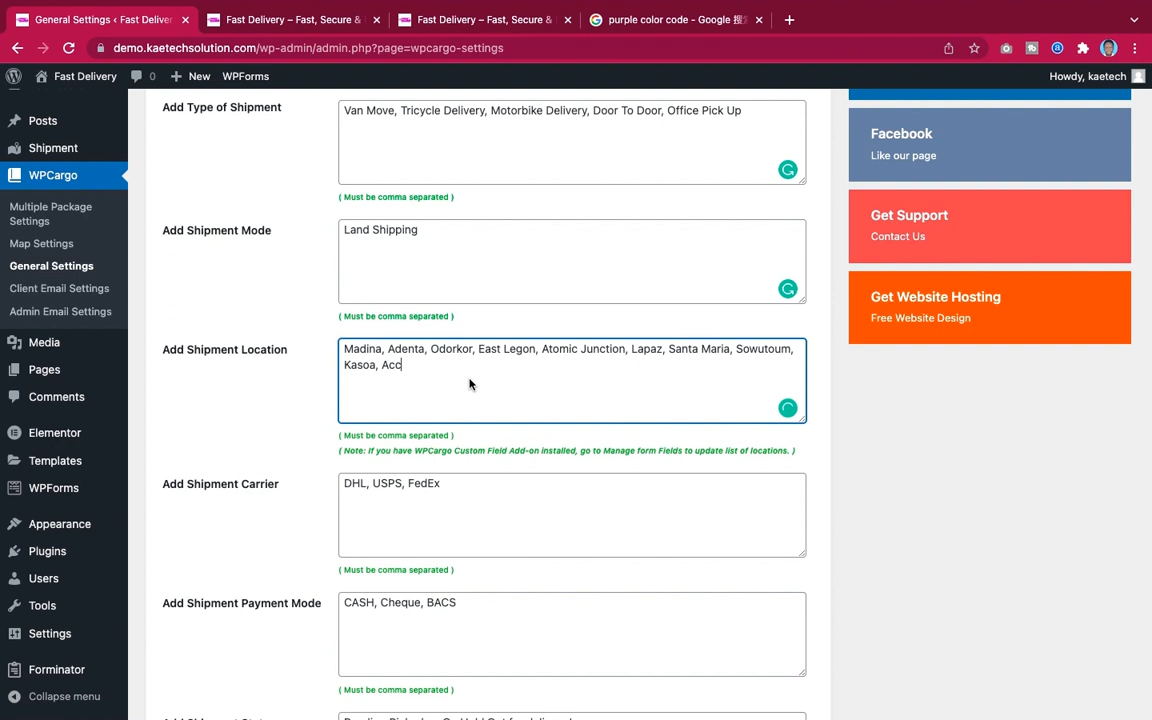 General Settings ‹ Fast Deliver
Fast Delivery – Fast, Secure &
Fast Delivery – Fast, Secure &
purple color code - Google
demo.kaetechsolution.com/wp-admin/admin.php?page=wpcargo-settings
Fast Delivery
0
New
WPForms
Howdy, kaetech
Posts
Shipment
WPCargo
Multiple Package
Settings
Map Settings
General Settings
Client Email Settings
Admin Email Settings
Media
Pages
Comments
Elementor
Templates
WPForms
Appearance
Plugins
Users
Tools
Settings
Forminator
Collapse menu
Add Type of Shipment
Van Move, Tricycle Delivery, Motorbike Delivery, Door To Door, Office Pick Up
( Must be comma separated )
Add Shipment Mode
Land Shipping
( Must be comma separated )
Add Shipment Location
Madina, Adenta, Odorkor, East Legon, Atomic Junction, Lapaz, Santa Maria, Sowutoum,
Kasoa, Acc
( Must be comma separated )
( Note: If you have WPCargo Custom Field Add-on installed, go to Manage form Fields to update list of locations. )
Add Shipment Carrier
DHL, USPS, FedEx
( Must be comma separated )
Add Shipment Payment Mode
CASH, Cheque, BACS
( Must be comma separated )
Facebook
Like our page
Get Support
Contact Us
Get Website Hosting
Free Website Design